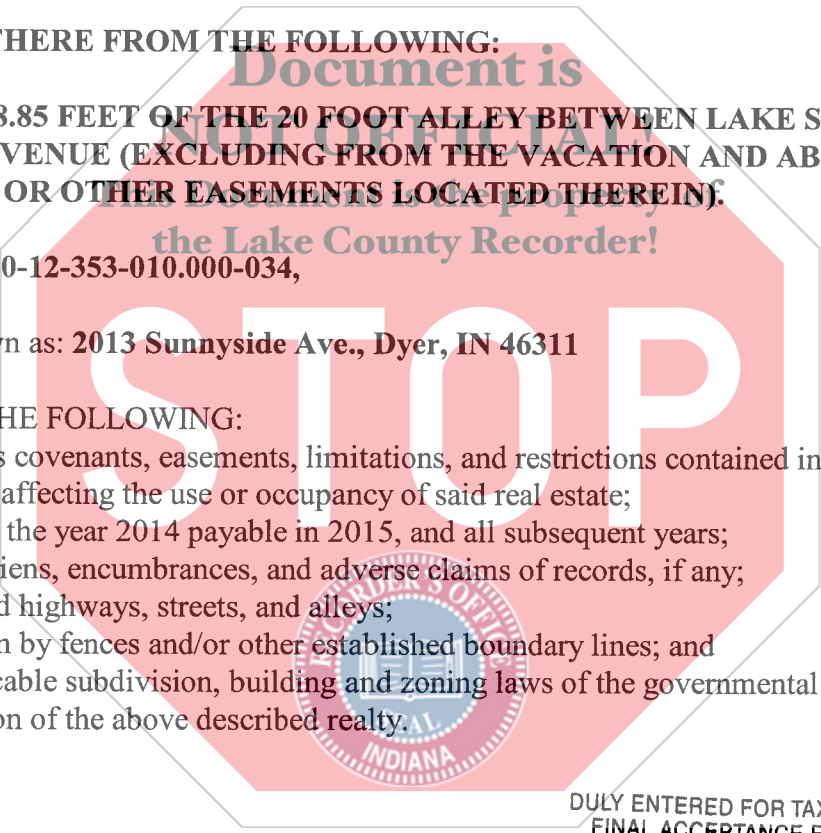 THERE FROM THE FOLLOWING:
Document is
8.85 FEET OF THE 20 FOOT ALLEY BETWEEN LAKE S
NOT OFFICIAL!
VENUE (EXCLUDING FROM THE VACATION AND AB
OR OTHER EASEMENTS LOCATED THEREIN).
This Document is the property of
the Lake County Recorder!
0-12-353-010.000-034,
STOP
n as: 2013 Sunnyside Ave., Dyer, IN 46311
HE FOLLOWING:
s covenants, easements, limitations, and restrictions contained in
affecting the use or occupancy of said real estate;
the year 2014 payable in 2015, and all subsequent years;
iens, encumbrances, and adverse claims of records, if any;
d highways, streets, and alleys;
n by fences and/or other established boundary lines; and
cable subdivision, building and zoning laws of the governmental
on of the above described realty.
RECORDER'S OFFICE
SEAL
INDIANA
DULY ENTERED FOR TAX
FINAL ACCEPTANCE F